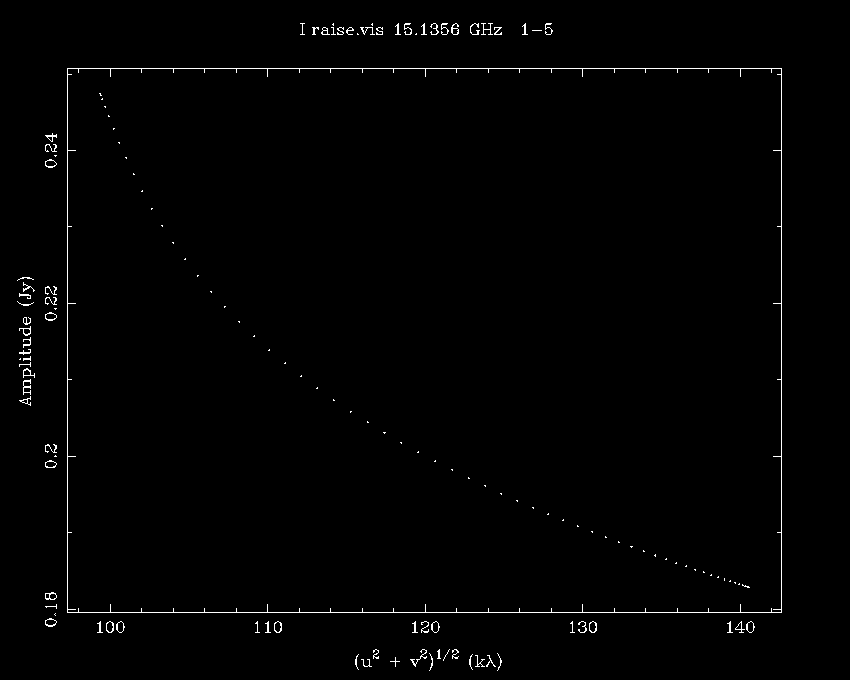 I raise.vis 15.1356 GHz 1-5
0.24
0.22
0.2
0.18
Amplitude (Jy)
100 110 120 130 140
(u² + v²)^1/2 (kλ)